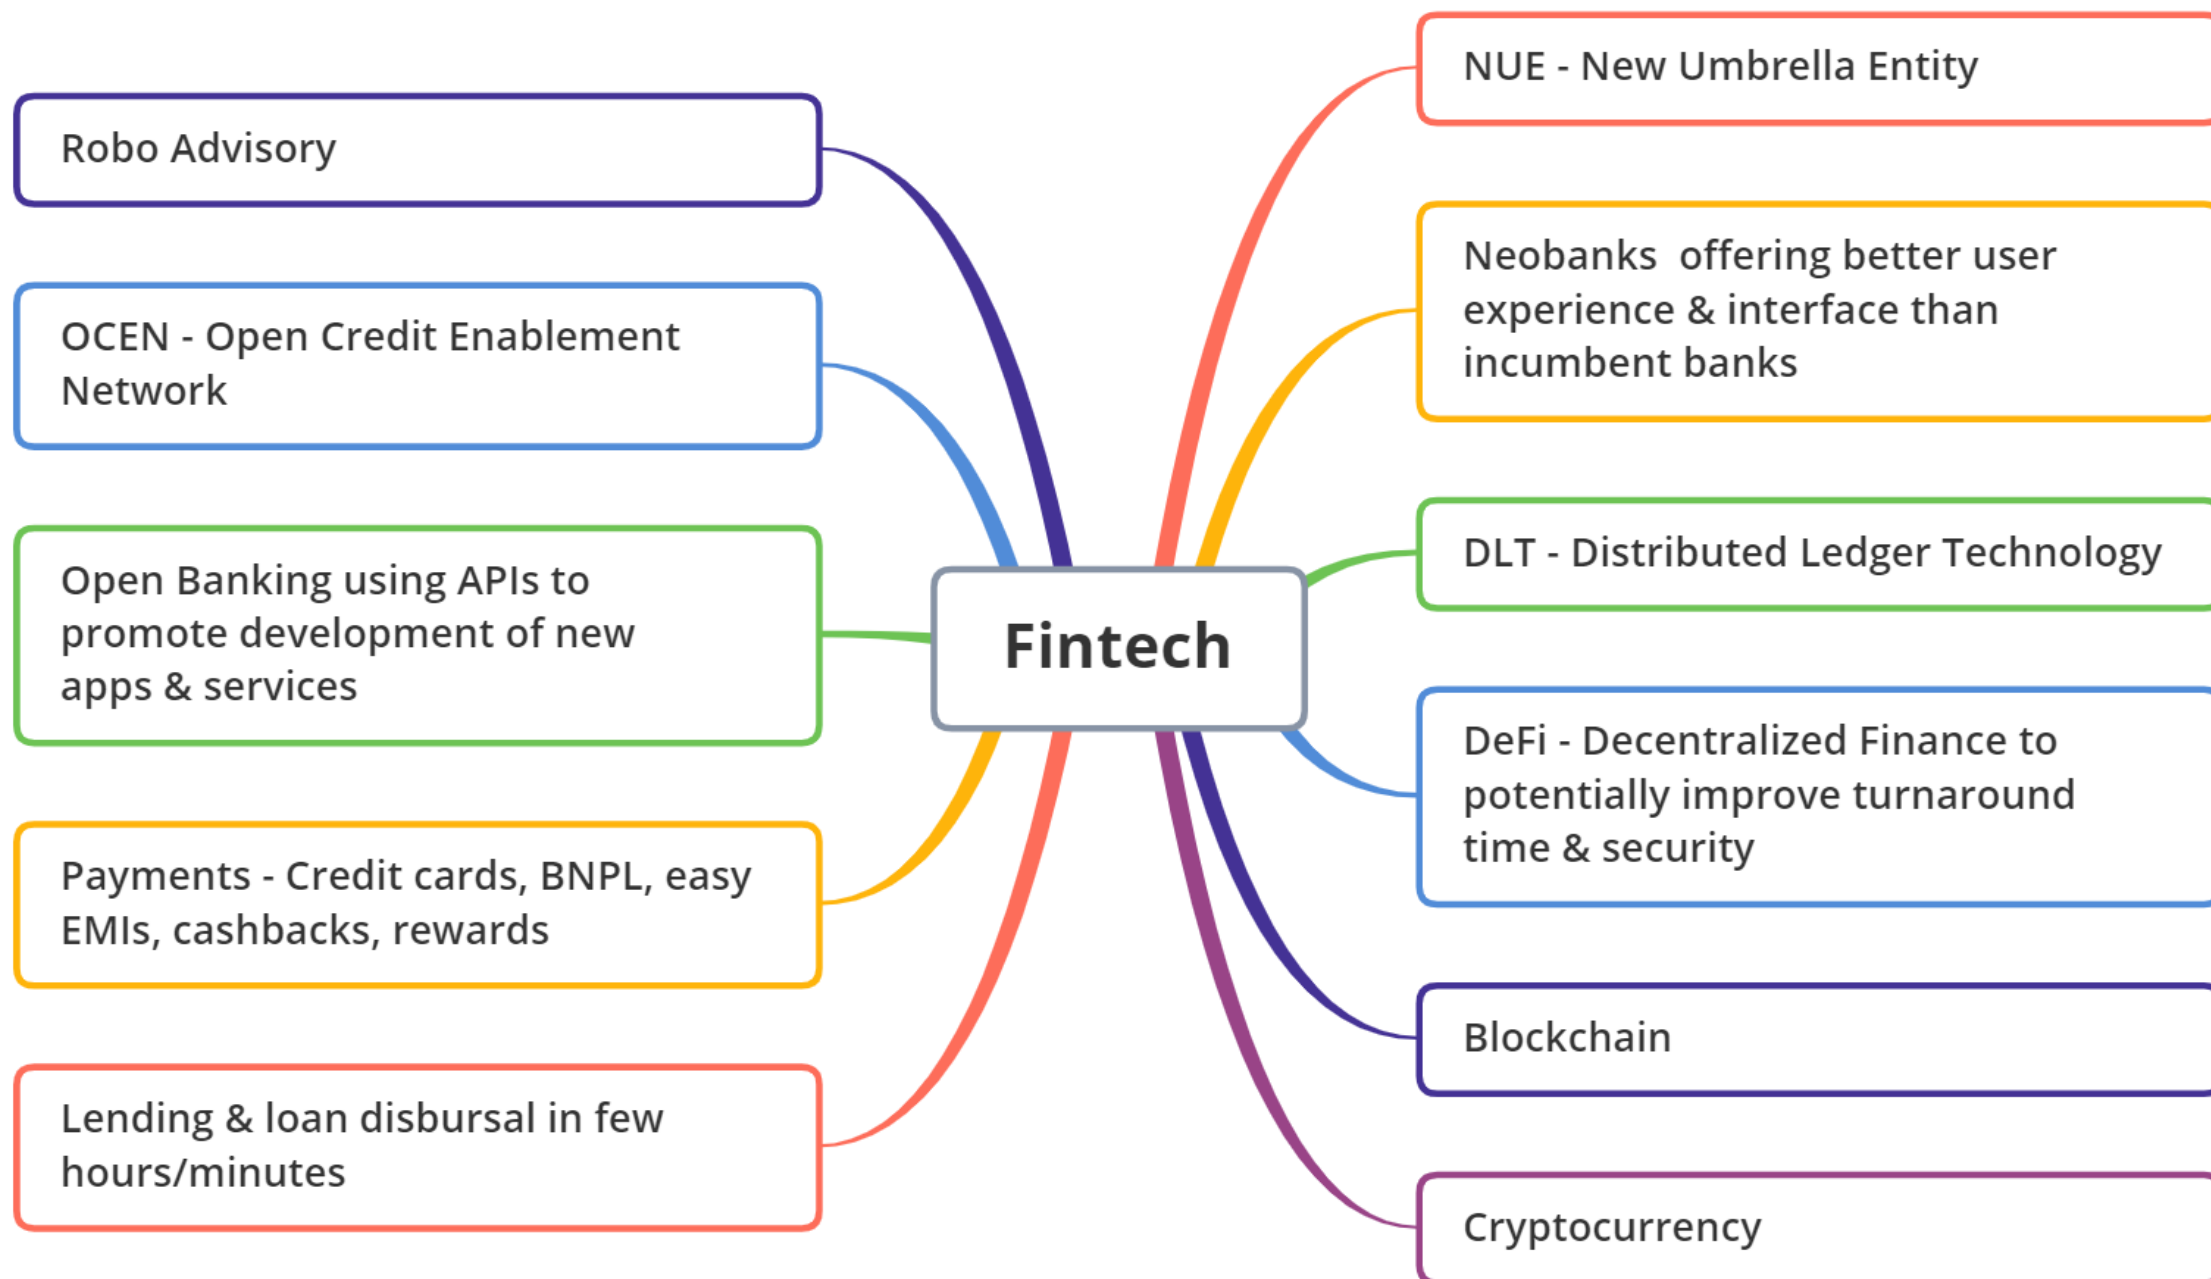 Robo Advisory
OCEN - Open Credit Enablement
Network
Open Banking using APIs to
promote development of new
apps & services
Payments - Credit cards, BNPL, easy
EMIs, cashbacks, rewards
Lending & loan disbursal in few
hours/minutes
Fintech
NUE - New Umbrella Entity
Neobanks  offering better user
experience & interface than
incumbent banks
DLT - Distributed Ledger Technology
DeFi - Decentralized Finance to
potentially improve turnaround
time & security
Blockchain
Cryptocurrency